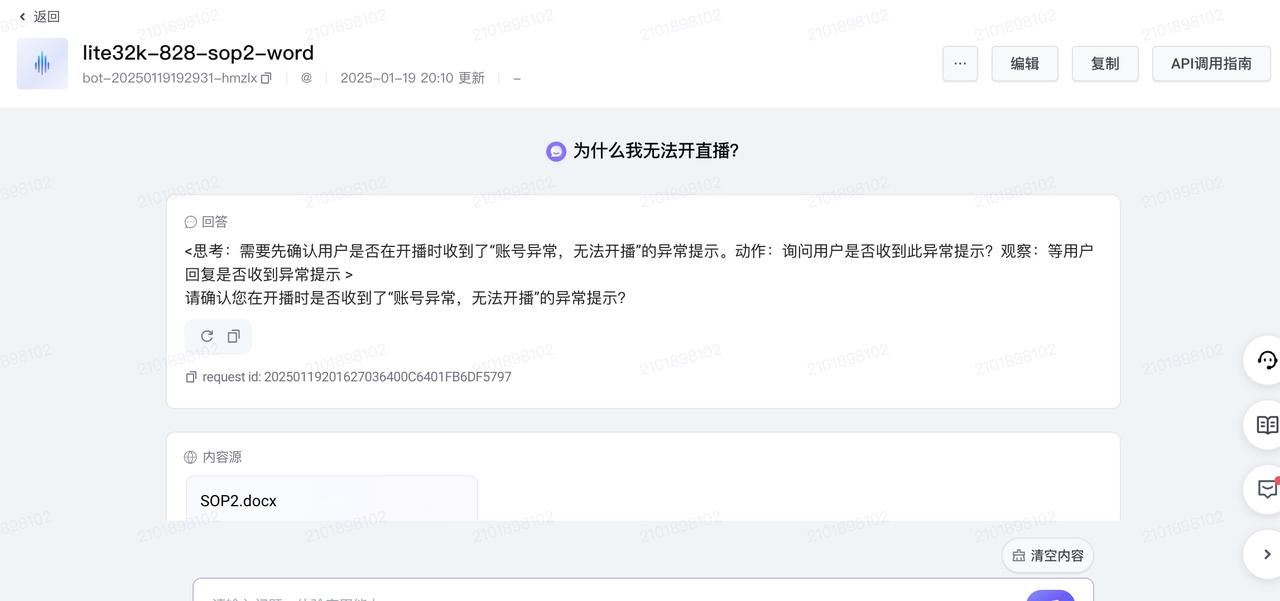 返回
lite32k-828-sop2-word
bot-20250119192931-hmzlx
@
2025-01-19 20:10 更新
–
···
编辑
复制
API调用指南
为什么我无法开直播?
回答
<思考：需要先确认用户是否在开播时收到了“账号异常，无法开播”的异常提示。动作：询问用户是否收到此异常提示？观察：等用户
回复是否收到异常提示 >
请确认您在开播时是否收到了“账号异常，无法开播”的异常提示？
request id: 20250119201627036400C6401FB6DF5797
内容源
SOP2.docx
清空内容
2101898102